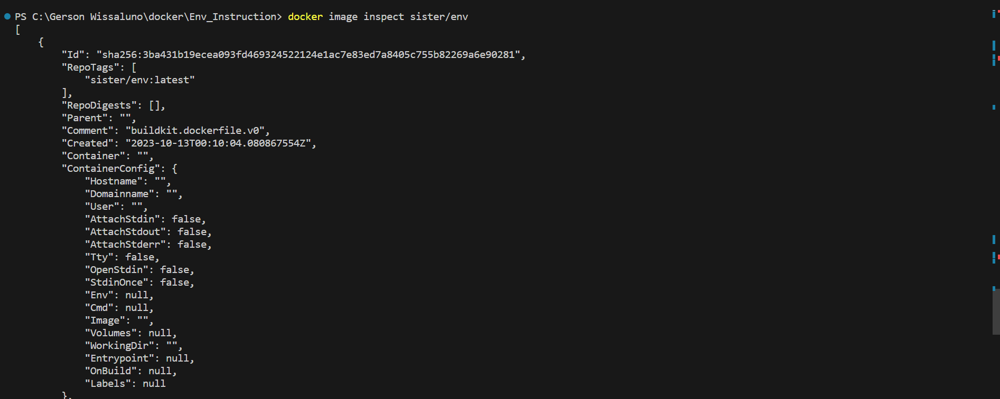 PS C:\Gerson Wissaluno\docker\Env_Instruction> docker image inspect sister/env
[
    {
        "Id": "sha256:3ba431b19ecea093fd469324522124e1ac7e83ed7a8405c755b82269a6e90281",
        "RepoTags": [
            "sister/env:latest"
        ],
        "RepoDigests": [],
        "Parent": "",
        "Comment": "buildkit.dockerfile.v0",
        "Created": "2023-10-13T00:10:04.080867554Z",
        "Container": "",
        "ContainerConfig": {
            "Hostname": "",
            "Domainname": "",
            "User": "",
            "AttachStdin": false,
            "AttachStdout": false,
            "AttachStderr": false,
            "Tty": false,
            "OpenStdin": false,
            "StdinOnce": false,
            "Env": null,
            "Cmd": null,
            "Image": "",
            "Volumes": null,
            "WorkingDir": "",
            "Entrypoint": null,
            "OnBuild": null,
            "Labels": null
        },